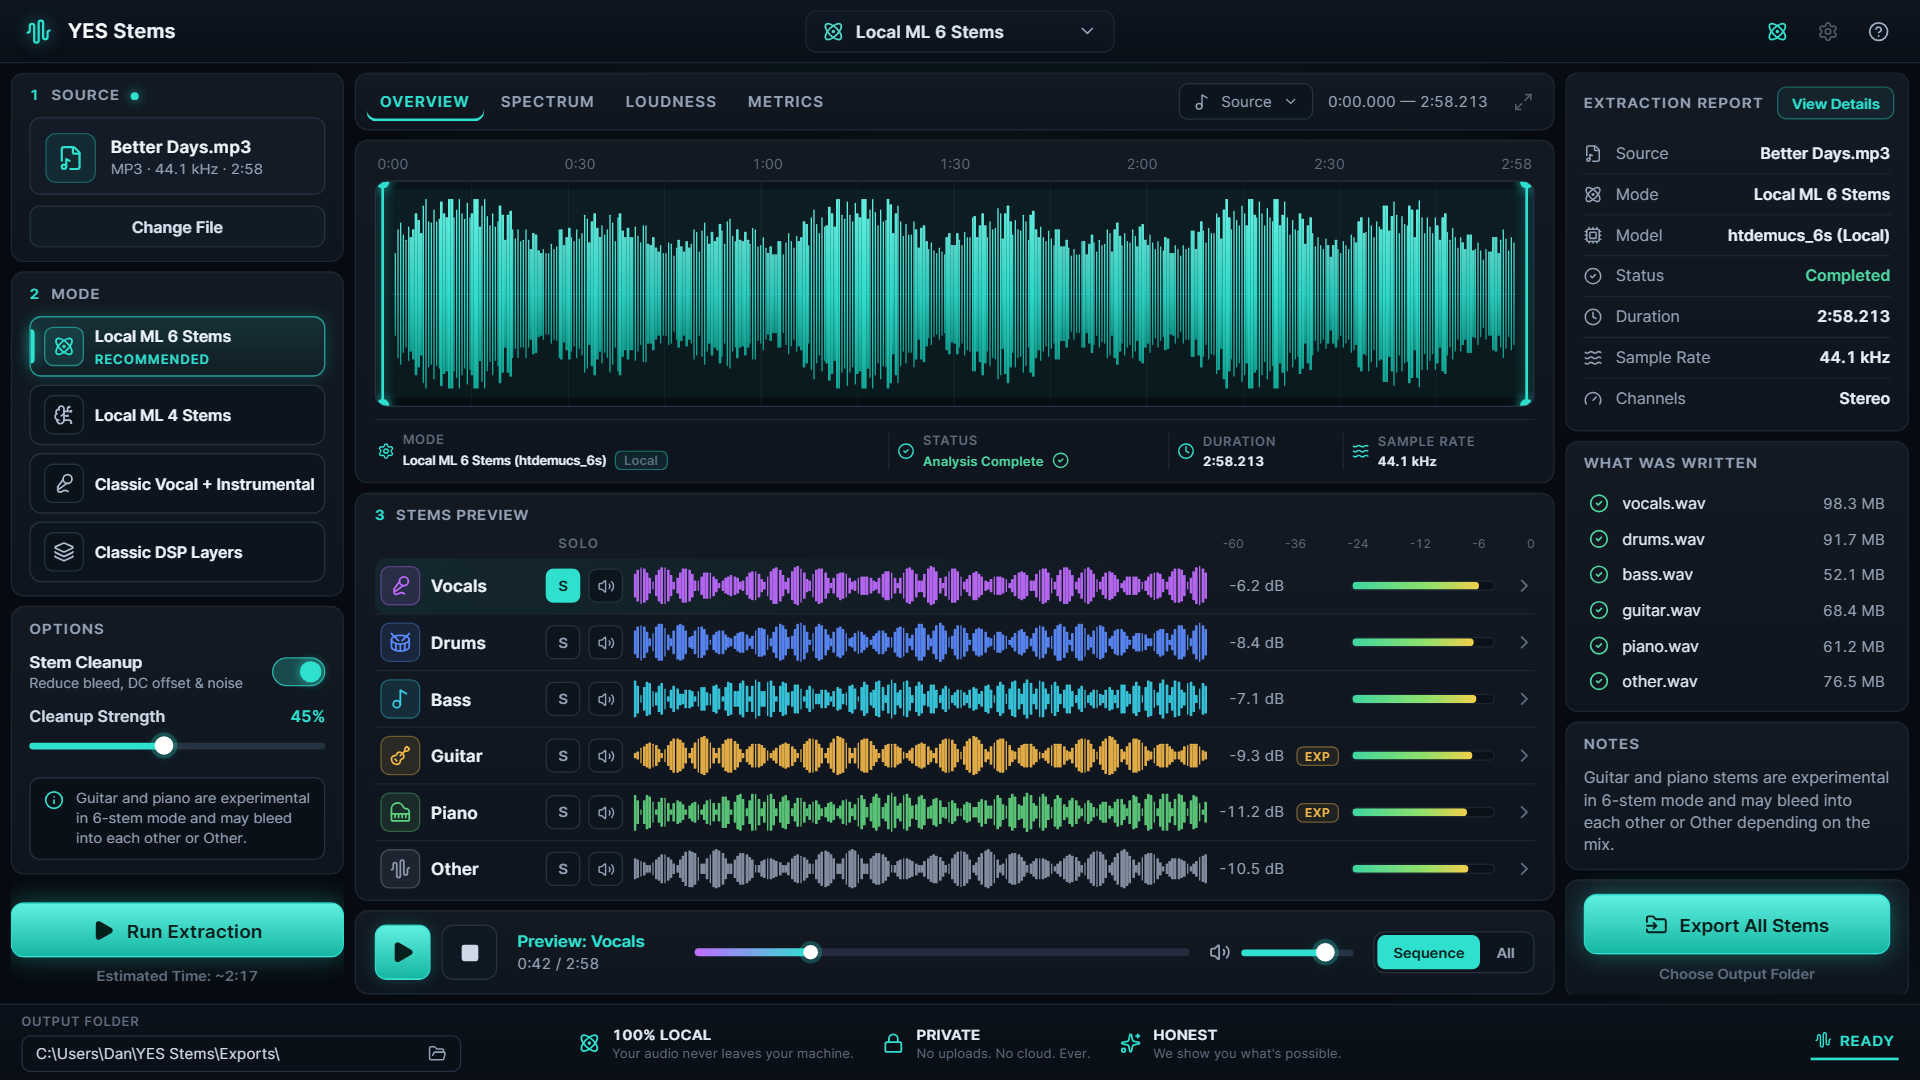 YES Stems
Local ML 6 Stems
1 SOURCE
Better Days.mp3
MP3 · 44.1 kHz · 2:58
Change File
2 MODE
Local ML 6 Stems
RECOMMENDED
Local ML 4 Stems
Classic Vocal + Instrumental
Classic DSP Layers
OPTIONS
Stem Cleanup
Reduce bleed, DC offset & noise
Cleanup Strength 45%
Guitar and piano are experimental
in 6-stem mode and may bleed
into each other or Other.
Run Extraction
Estimated Time: ~2:17
OVERVIEW SPECTRUM LOUDNESS METRICS
Source 0:00.000 — 2:58.213
0:00 0:30 1:00 1:30 2:00 2:30 2:58
MODE
Local ML 6 Stems (htdemucs_6s) Local
STATUS
Analysis Complete
DURATION
2:58.213
SAMPLE RATE
44.1 kHz
3 STEMS PREVIEW
SOLO -60 -36 -24 -12 -6 0
Vocals S -6.2 dB
Drums S -8.4 dB
Bass S -7.1 dB
Guitar S -9.3 dB EXP
Piano S -11.2 dB EXP
Other S -10.5 dB
Preview: Vocals
0:42 / 2:58
Sequence All
EXTRACTION REPORT View Details
Source Better Days.mp3
Mode Local ML 6 Stems
Model htdemucs_6s (Local)
Status Completed
Duration 2:58.213
Sample Rate 44.1 kHz
Channels Stereo
WHAT WAS WRITTEN
vocals.wav 98.3 MB
drums.wav 91.7 MB
bass.wav 52.1 MB
guitar.wav 68.4 MB
piano.wav 61.2 MB
other.wav 76.5 MB
NOTES
Guitar and piano stems are experimental
in 6-stem mode and may bleed into
each other or Other depending on the
mix.
Export All Stems
Choose Output Folder
OUTPUT FOLDER
C:\Users\Dan\YES Stems\Exports\
100% LOCAL
Your audio never leaves your machine.
PRIVATE
No uploads. No cloud. Ever.
HONEST
We show you what's possible.
READY